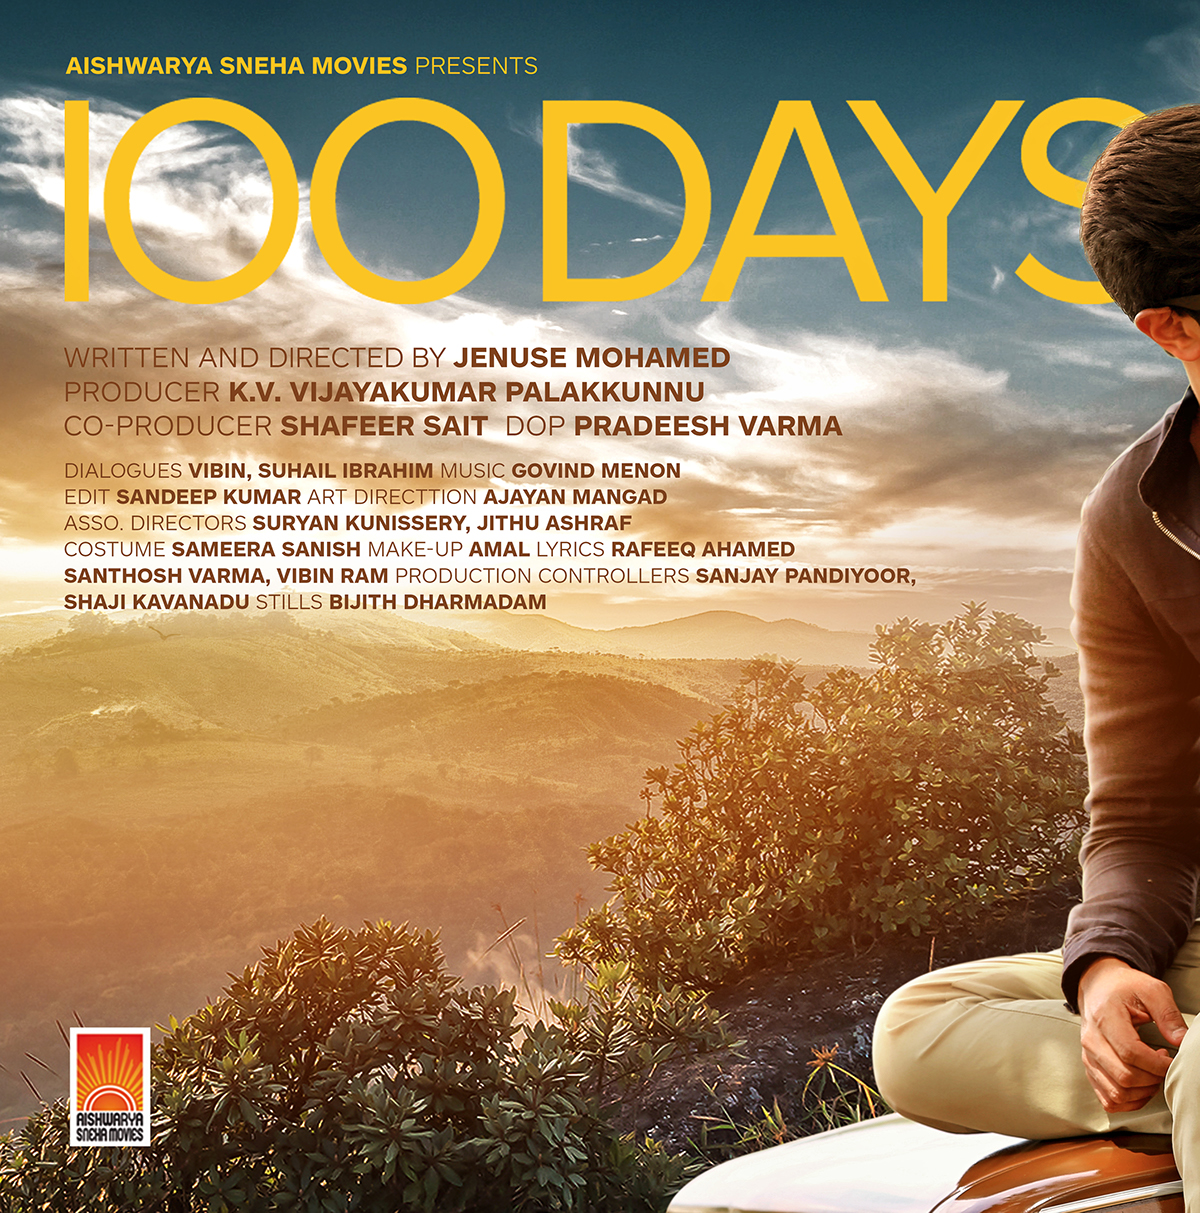 AISHWARYA SNEHA MOVIES PRESENTS
100 DAYS
WRITTEN AND DIRECTED BY JENUSE MOHAMED
PRODUCER K.V. VIJAYAKUMAR PALAKKUNNU
CO-PRODUCER SHAFEER SAIT DOP PRADEESH VARMA
DIALOGUES VIBIN, SUHAIL IBRAHIM MUSIC GOVIND MENON
EDIT SANDEEP KUMAR ART DIRECTTION AJAYAN MANGAD
ASSO. DIRECTORS SURYAN KUNISSERY, JITHU ASHRAF
COSTUME SAMEERA SANISH MAKE-UP AMAL LYRICS RAFEEQ AHAMED
SANTHOSH VARMA, VIBIN RAM PRODUCTION CONTROLLERS SANJAY PANDIYOOR,
SHAJI KAVANADU STILLS BIJITH DHARMADAM
AISHWARYA
SNEHA MOVIES